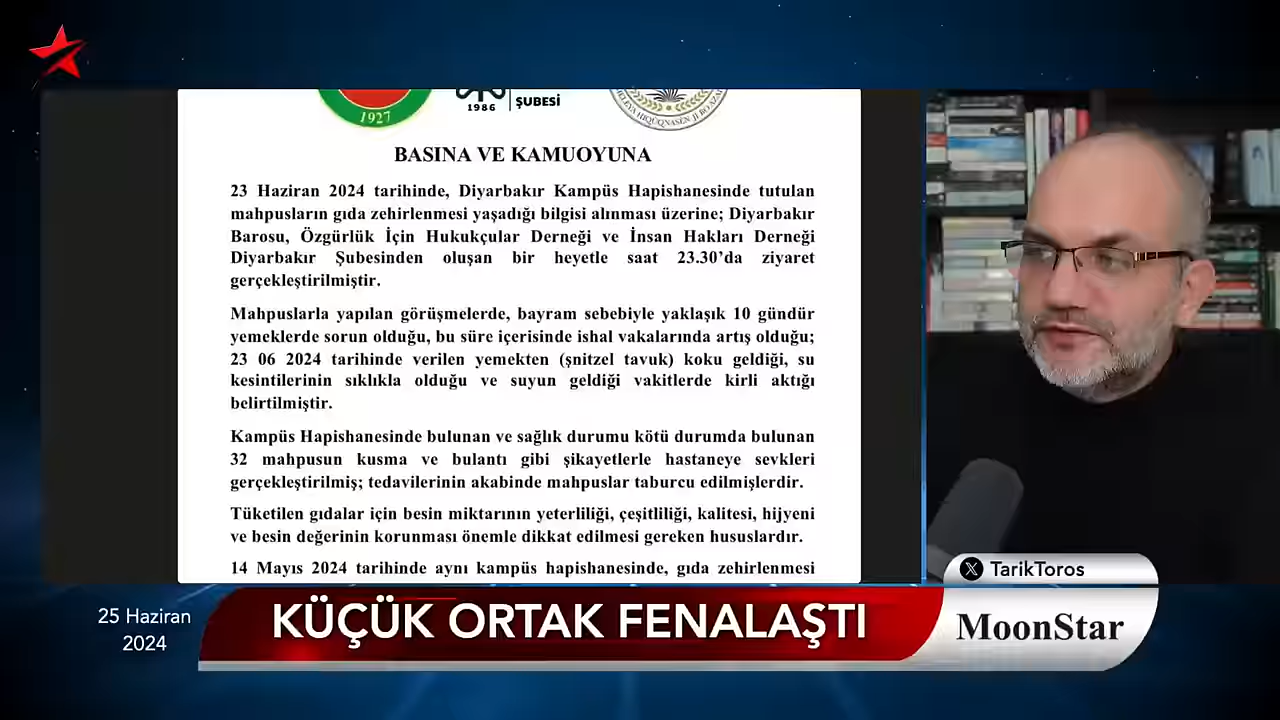 1927
1986
ŞUBESİ
BASINA VE KAMUOYUNA
23 Haziran 2024 tarihinde, Diyarbakır Kampüs Hapishanesinde tutulan
mahpusların gıda zehirlenmesi yaşadığı bilgisi alınması üzerine; Diyarbakır
Barosu, Özgürlük İçin Hukukçular Derneği ve İnsan Hakları Derneği
Diyarbakır Şubesinden oluşan bir heyetle saat 23.30’da ziyaret
gerçekleştirilmiştir.
Mahpuslarla yapılan görüşmelerde, bayram sebebiyle yaklaşık 10 gündür
yemeklerde sorun olduğu, bu süre içerisinde ishal vakalarında artış olduğu;
23 06 2024 tarihinde verilen yemekten (şnitzel tavuk) koku geldiği, su
kesintilerinin sıklıkla olduğu ve suyun geldiği vakitlerde kirli aktığı
belirtilmiştir.
Kampüs Hapishanesinde bulunan ve sağlık durumu kötü durumda bulunan
32 mahpusun kusma ve bulantı gibi şikayetlerle hastaneye sevkleri
gerçekleştirilmiş; tedavilerinin akabinde mahpuslar taburcu edilmişlerdir.
Tüketilen gıdalar için besin miktarının yeterliliği, çeşitliliği, kalitesi, hijyeni
ve besin değerinin korunması önemle dikkat edilmesi gereken hususlardır.
14 Mayıs 2024 tarihinde aynı kampüs hapishanesinde, gıda zehirlenmesi
TarikToros
25 Haziran
2024
KÜÇÜK ORTAK FENALAŞTI
MoonStar